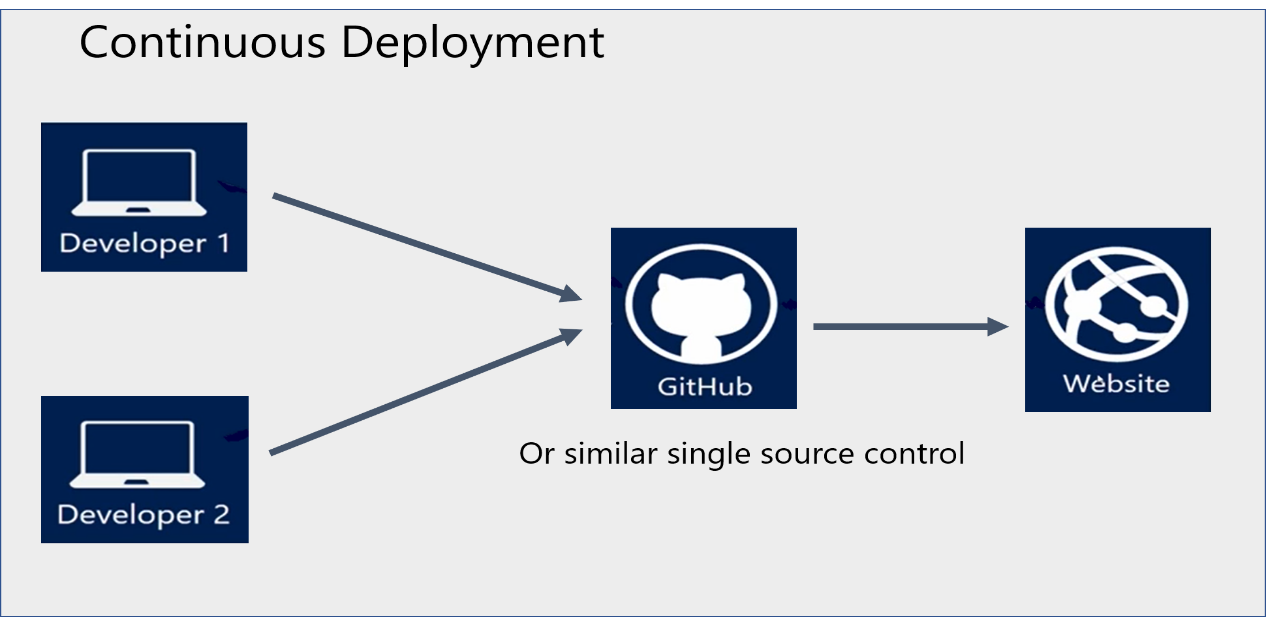 Continuous Deployment
Developer 1
GitHub
Website
Or similar single source control
Developer 2